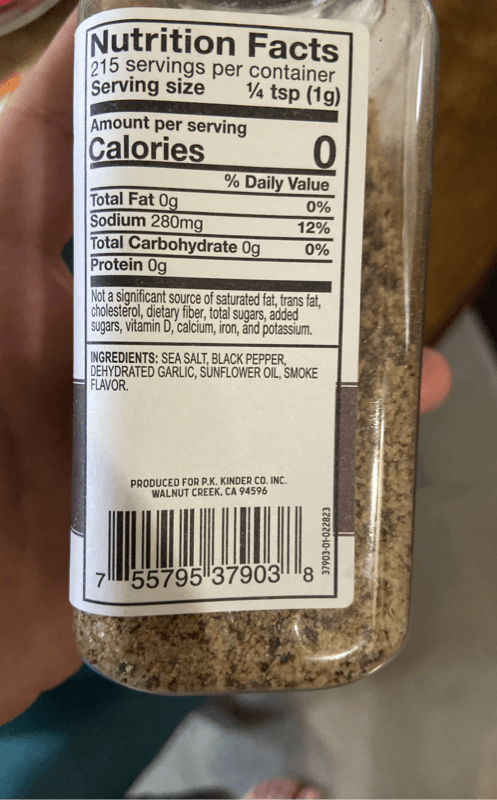 Nutrition Facts
215 servings per container
Serving size ¼ tsp (1g)
Amount per serving
Calories 0
% Daily Value
Total Fat 0g 0%
Sodium 280mg 12%
Total Carbohydrate 0g 0%
Protein 0g
Not a significant source of saturated fat, trans fat,
cholesterol, dietary fiber, total sugars, added
sugars, vitamin D, calcium, iron, and potassium.
INGREDIENTS: SEA SALT, BLACK PEPPER,
DEHYDRATED GARLIC, SUNFLOWER OIL, SMOKE
FLAVOR.
PRODUCED FOR P.K. KINDER CO. INC.
WALNUT CREEK, CA 94596
7 55795 37903 8
37903-01-022823